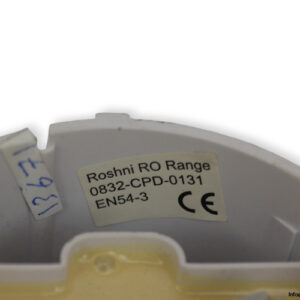 Roshni RO Range
0832-CPD-0131
EN54-3
CE